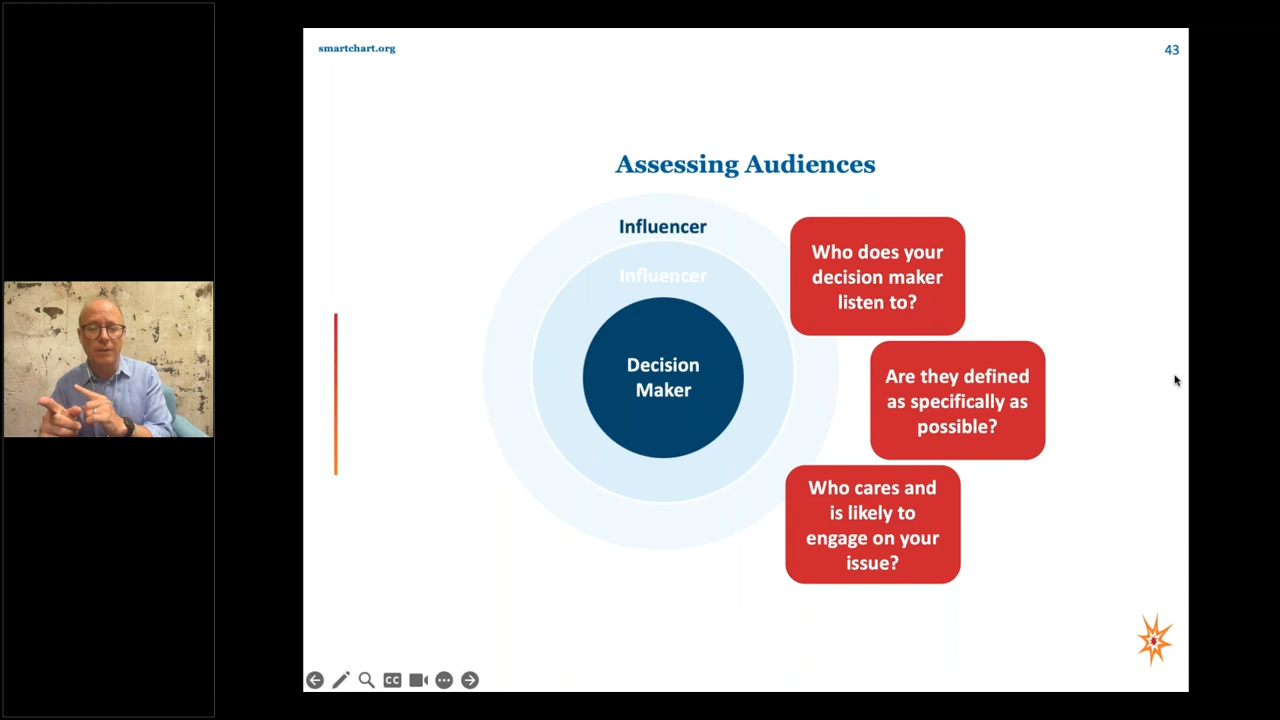 smartchart.org
43
Assessing Audiences
Influencer
Influencer
Decision
Maker
Who does your
decision maker
listen to?
Are they defined
as specifically as
possible?
Who cares and
is likely to
engage on your
issue?
CC